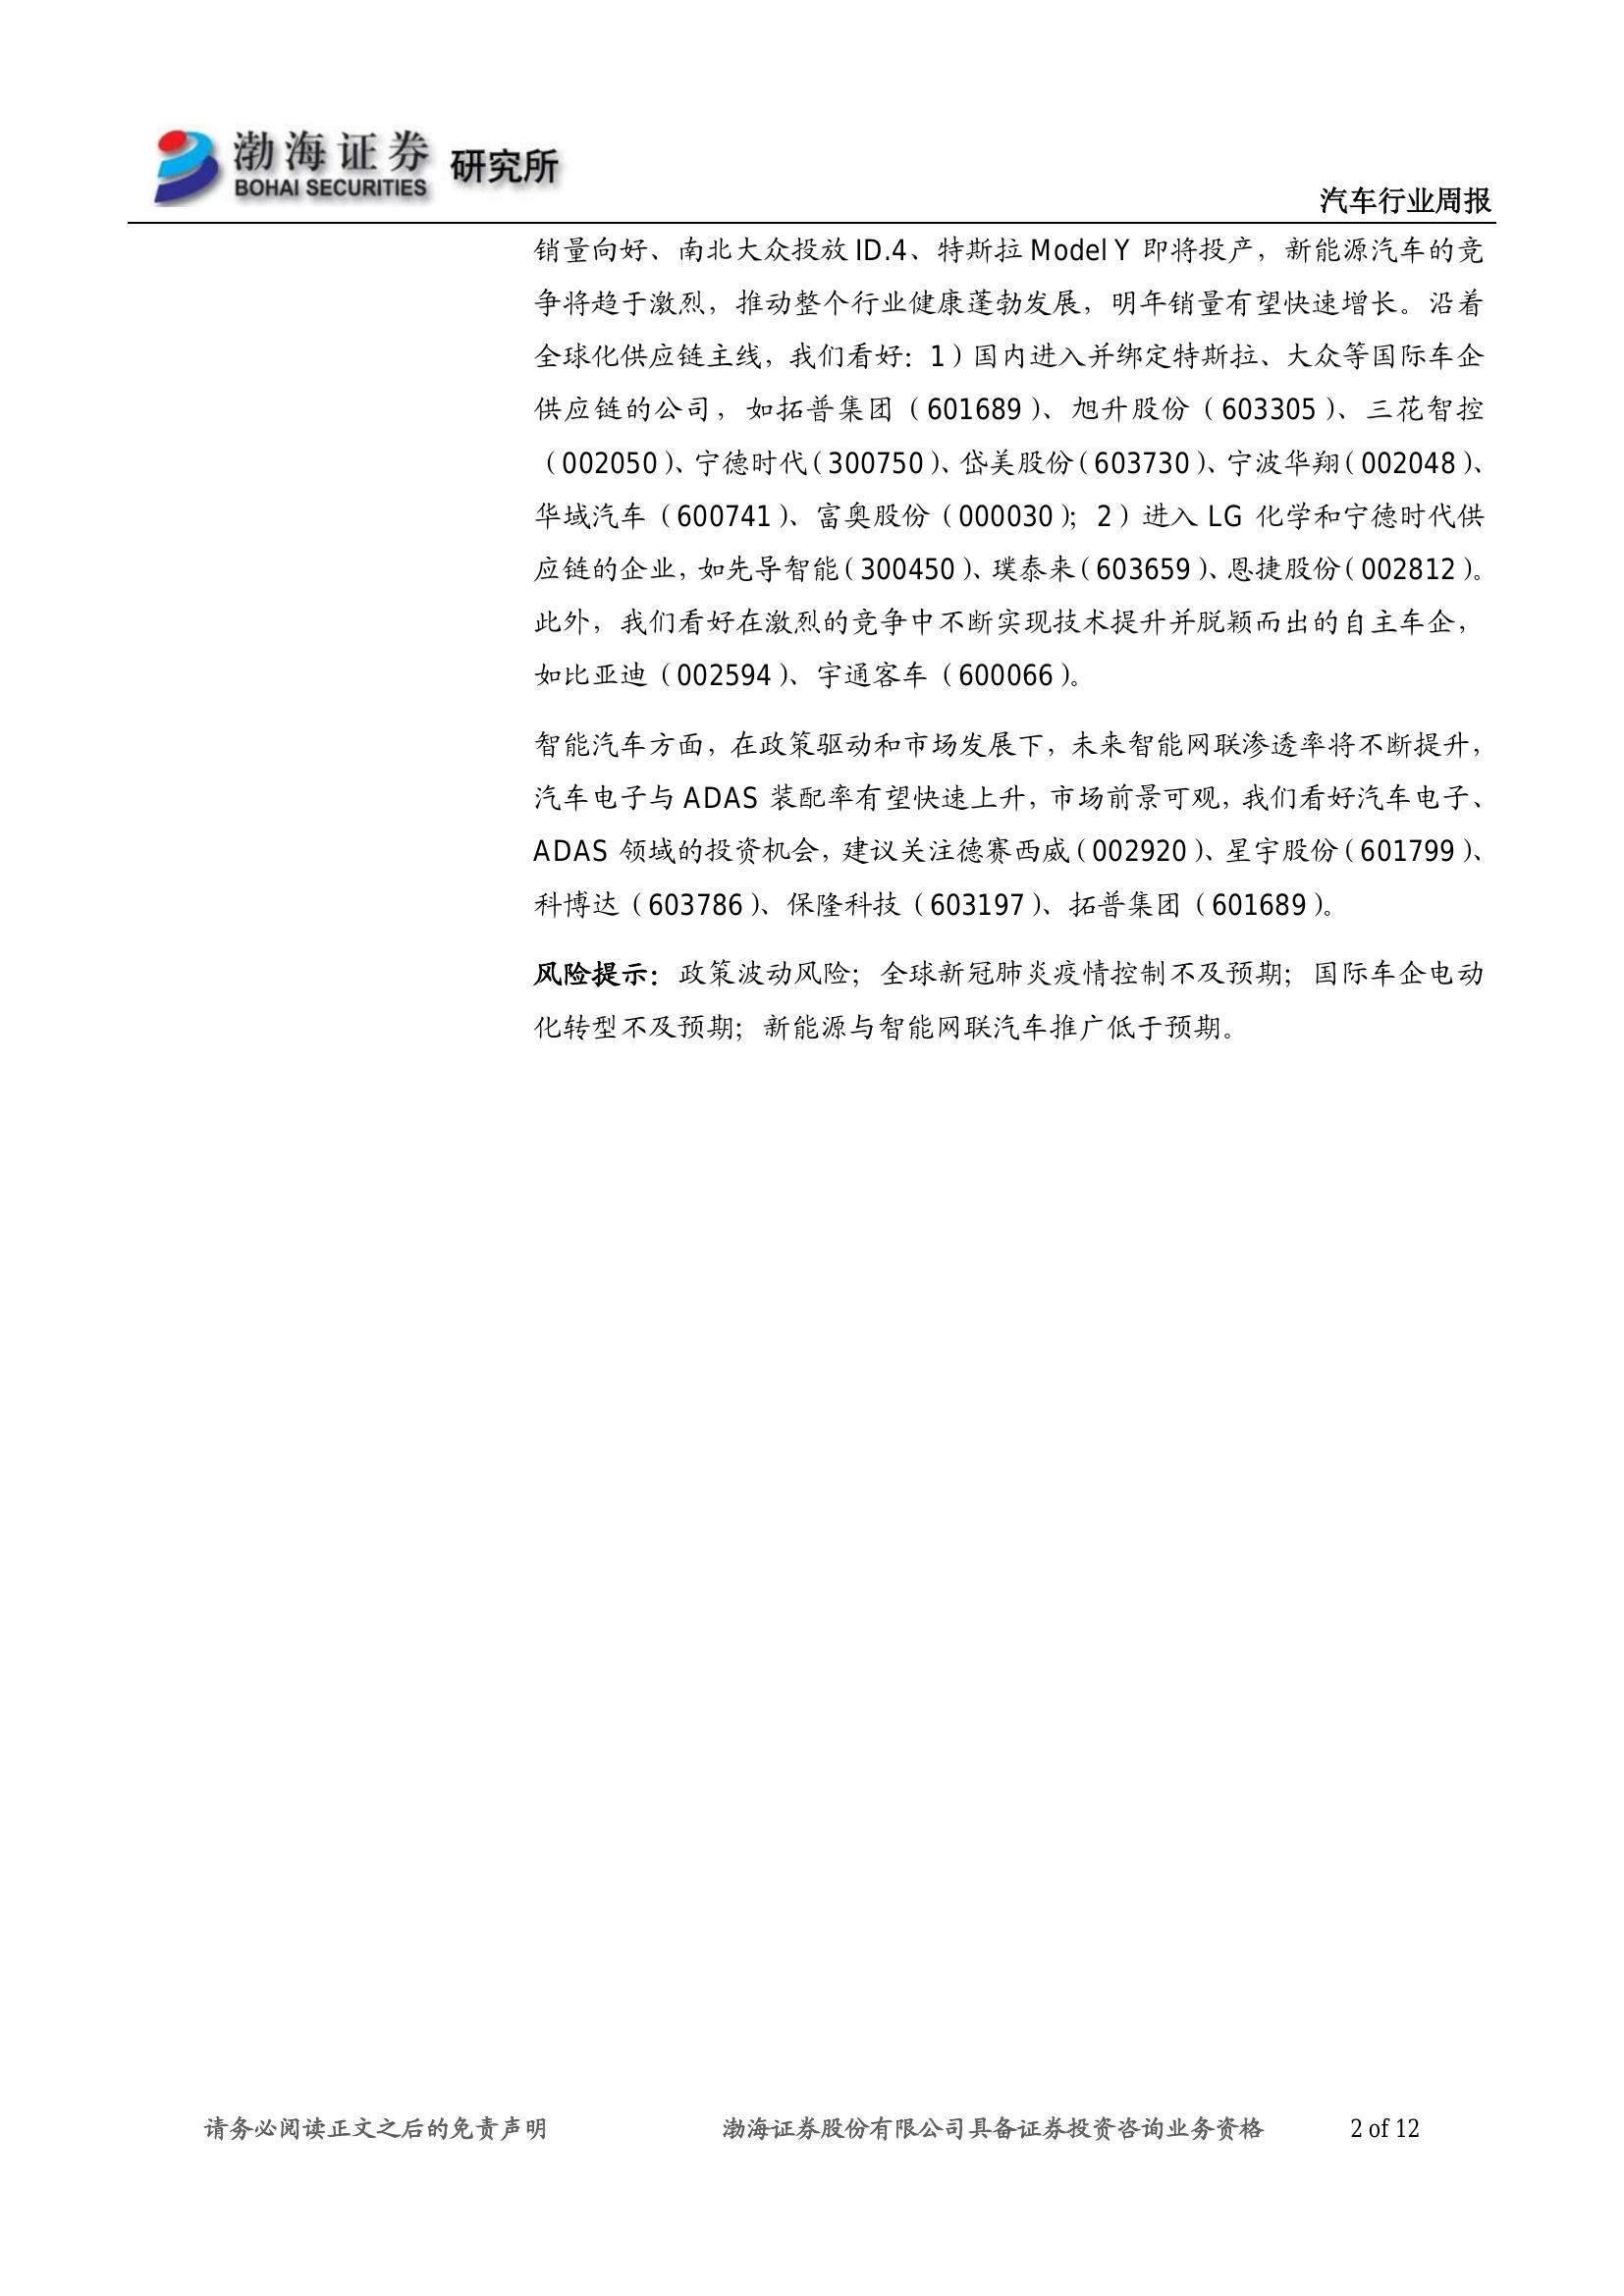 渤海证券 研究所
BOHAI SECURITIES
汽车行业周报
销量向好、南北大众投放 ID.4、特斯拉 Model Y 即将投产，新能源汽车的竞
争将趋于激烈，推动整个行业健康蓬勃发展，明年销量有望快速增长。沿着
全球化供应链主线，我们看好：1）国内进入并绑定特斯拉、大众等国际车企
供应链的公司，如拓普集团（601689）、旭升股份（603305）、三花智控
（002050）、宁德时代（300750）、岱美股份（603730）、宁波华翔（002048）、
华域汽车（600741）、富奥股份（000030）；2）进入 LG 化学和宁德时代供
应链的企业，如先导智能（300450）、璞泰来（603659）、恩捷股份（002812）。
此外，我们看好在激烈的竞争中不断实现技术提升并脱颖而出的自主车企，
如比亚迪（002594）、宇通客车（600066）。
智能汽车方面，在政策驱动和市场发展下，未来智能网联渗透率将不断提升，
汽车电子与 ADAS 装配率有望快速上升，市场前景可观，我们看好汽车电子、
ADAS 领域的投资机会，建议关注德赛西威（002920）、星宇股份（601799）、
科博达（603786）、保隆科技（603197）、拓普集团（601689）。
风险提示：政策波动风险；全球新冠肺炎疫情控制不及预期；国际车企电动
化转型不及预期；新能源与智能网联汽车推广低于预期。
请务必阅读正文之后的免责声明 渤海证券股份有限公司具备证券投资咨询业务资格 2 of 12